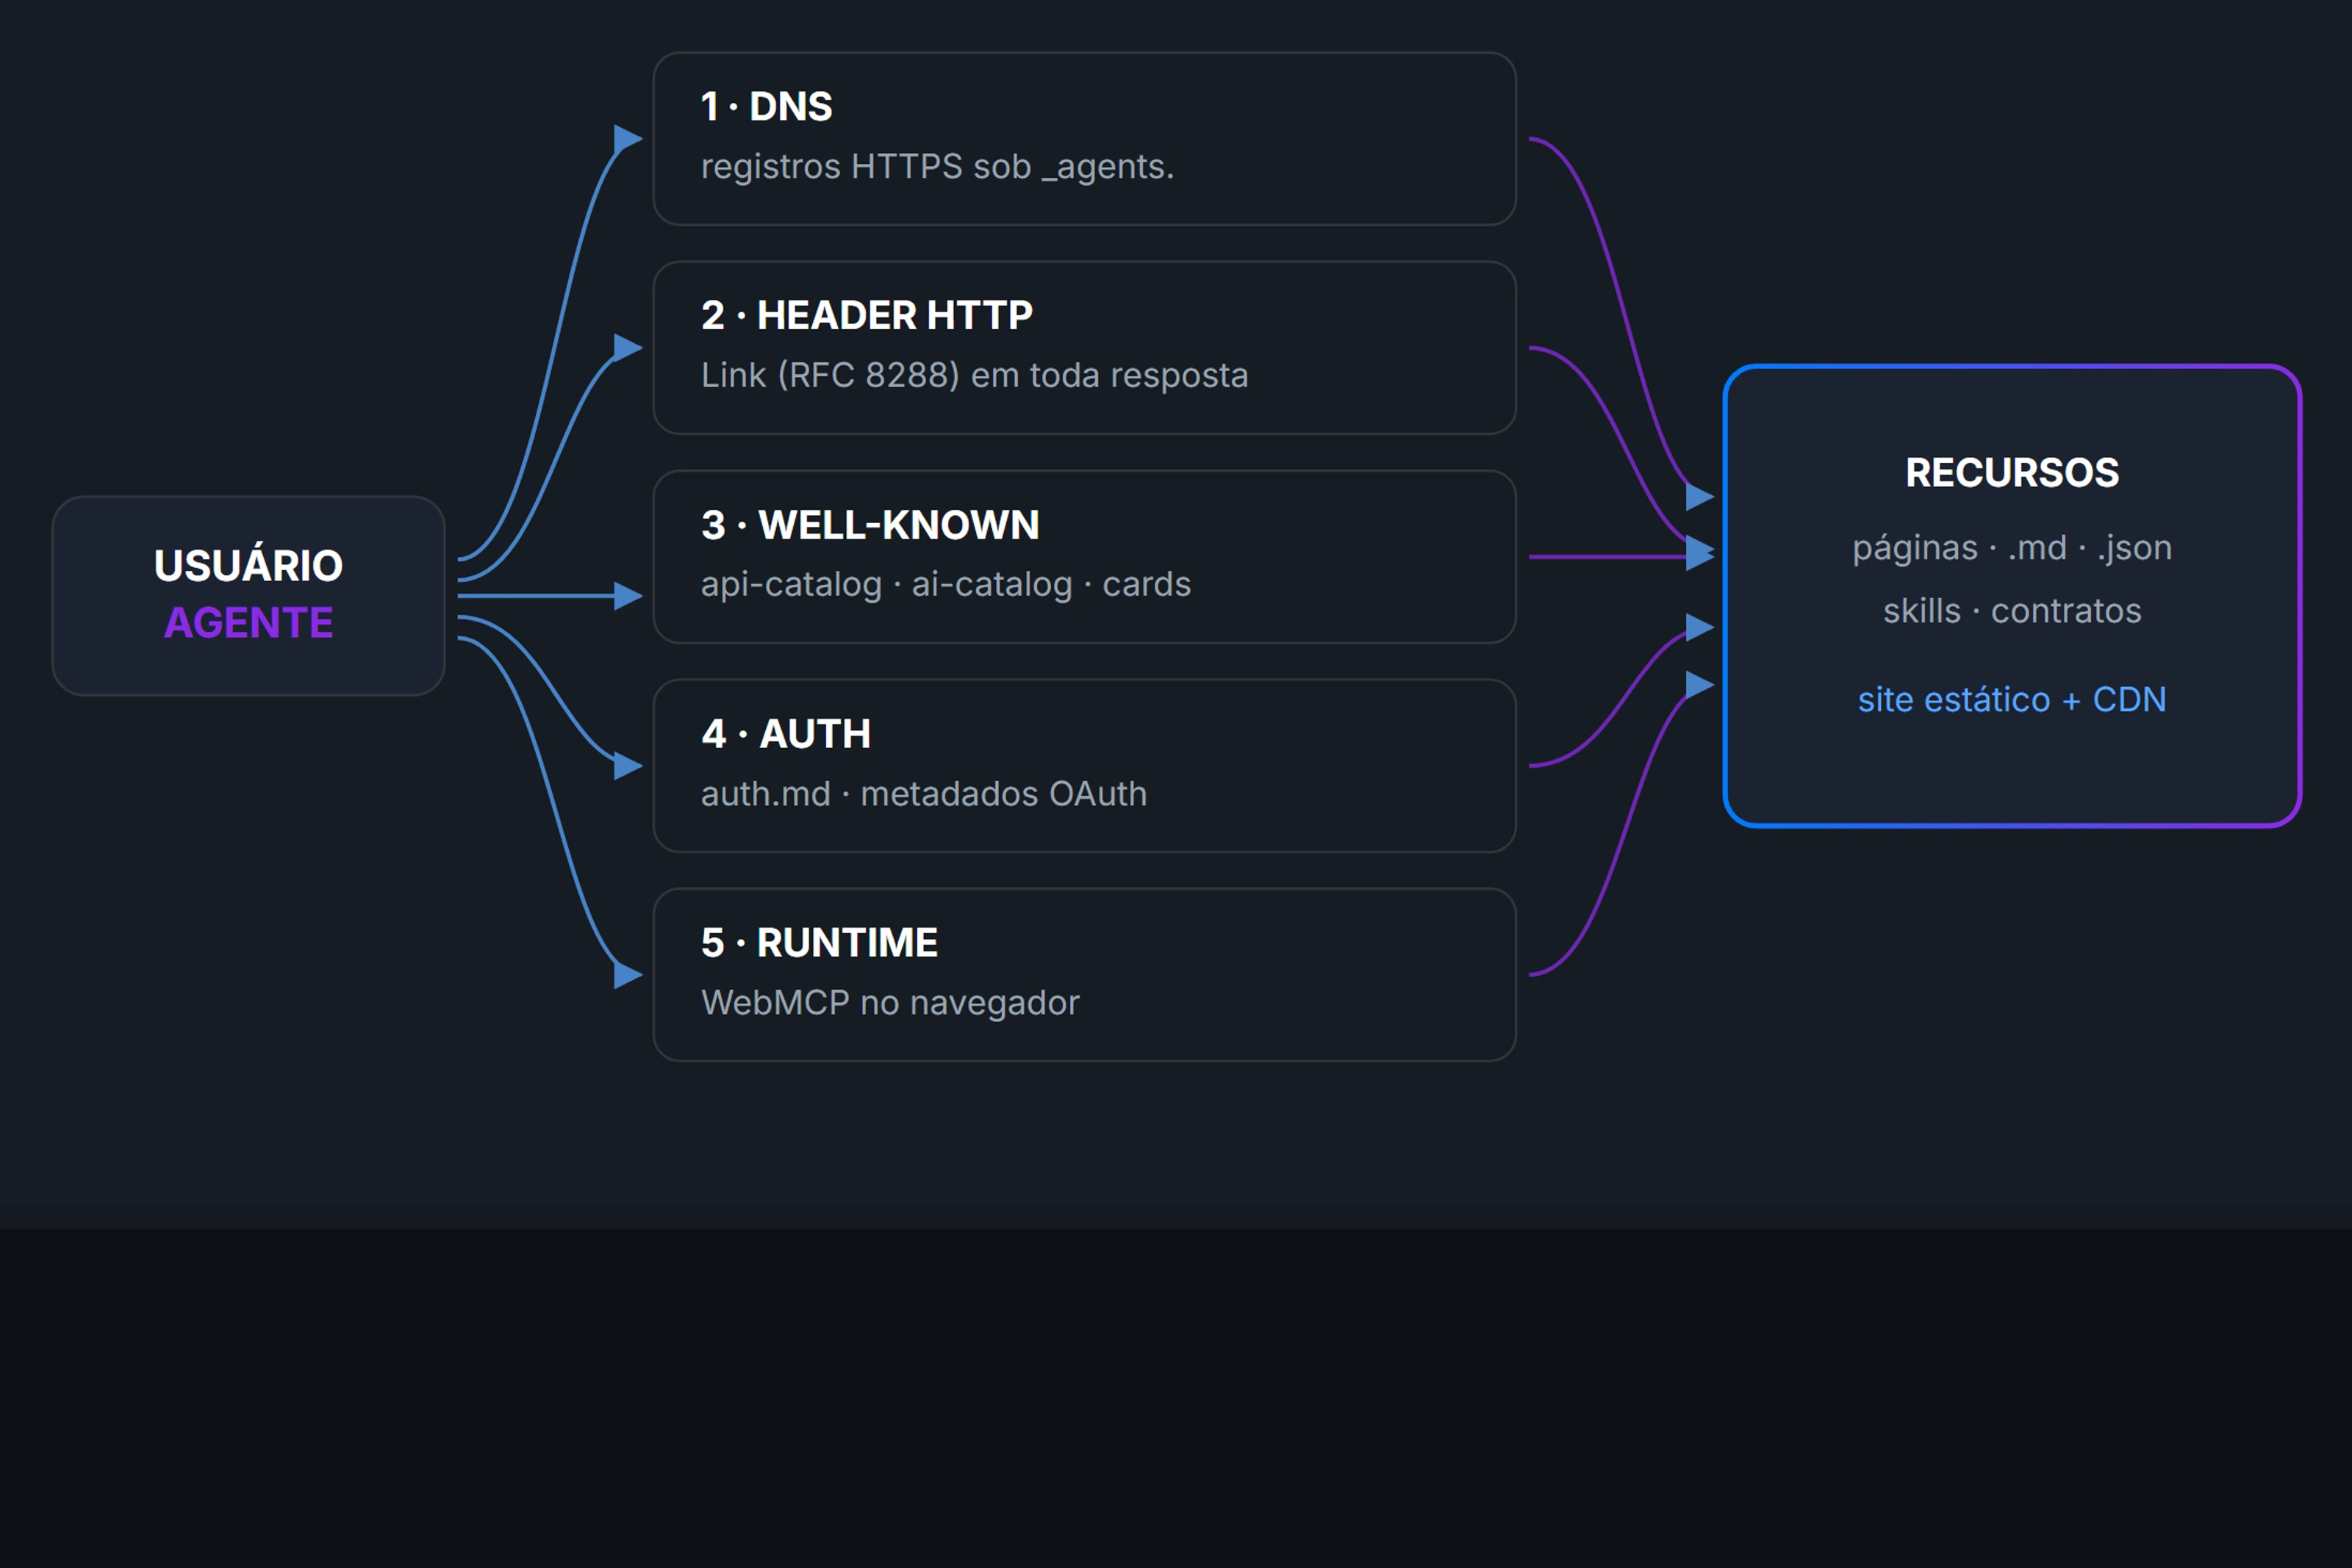 USUÁRIO
AGENTE
1 · DNS
registros HTTPS sob _agents.
2 · HEADER HTTP
Link (RFC 8288) em toda resposta
3 · WELL-KNOWN
api-catalog · ai-catalog · cards
4 · AUTH
auth.md · metadados OAuth
5 · RUNTIME
WebMCP no navegador
RECURSOS
páginas · .md · .json
skills · contratos
site estático + CDN